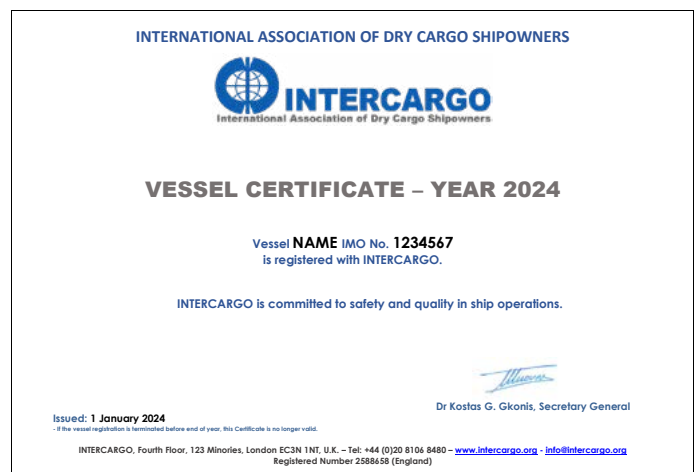 INTERNATIONAL ASSOCIATION OF DRY CARGO SHIPOWNERS
INTERCARGO
International Association of Dry Cargo Shipowners
VESSEL CERTIFICATE – YEAR 2024
Vessel NAME IMO No. 1234567
is registered with INTERCARGO.
INTERCARGO is committed to safety and quality in ship operations.
Dr Kostas G. Gkonis, Secretary General
Issued: 1 January 2024
- If the vessel registration is terminated before end of year, this Certificate is no longer valid.
INTERCARGO, Fourth Floor, 123 Minories, London EC3N 1NT, U.K. – Tel: +44 (0)20 8106 8480 – www.intercargo.org - info@intercargo.org
Registered Number 2588658 (England)